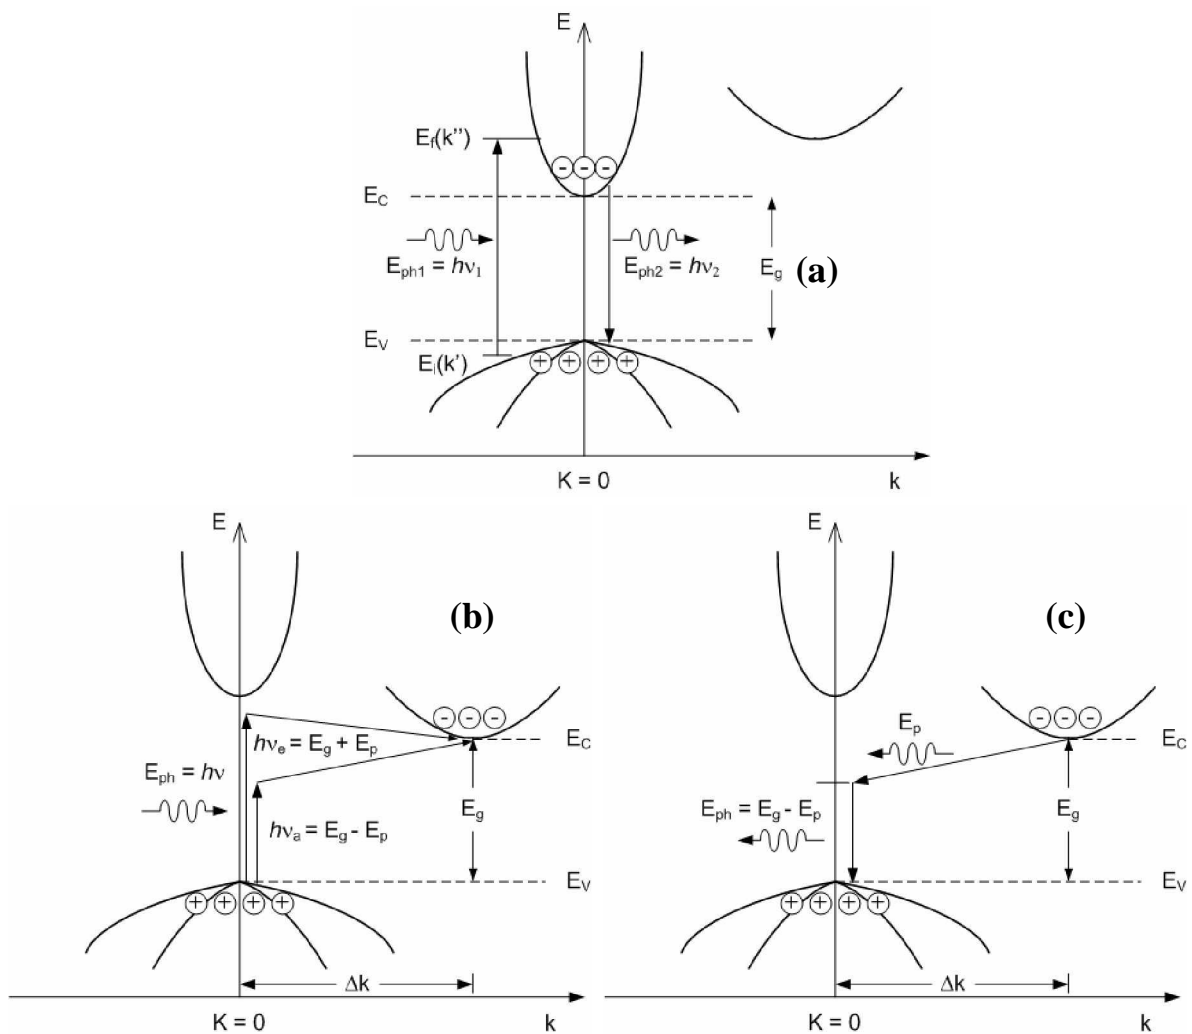 E
E_f(k'')
- - -
E_C
E_ph1 = hν_1
E_ph2 = hν_2
E_g
(a)
E_V
E_i(k')
+ + + +
K = 0
k
E
(b)
- - -
hν_e = E_g + E_p
E_C
E_ph = hν
E_g
hν_a = E_g - E_p
E_V
+ + + +
Δk
K = 0
k
E
(c)
- - -
E_p
E_C
E_ph = E_g - E_p
E_g
E_V
+ + + +
Δk
K = 0
k